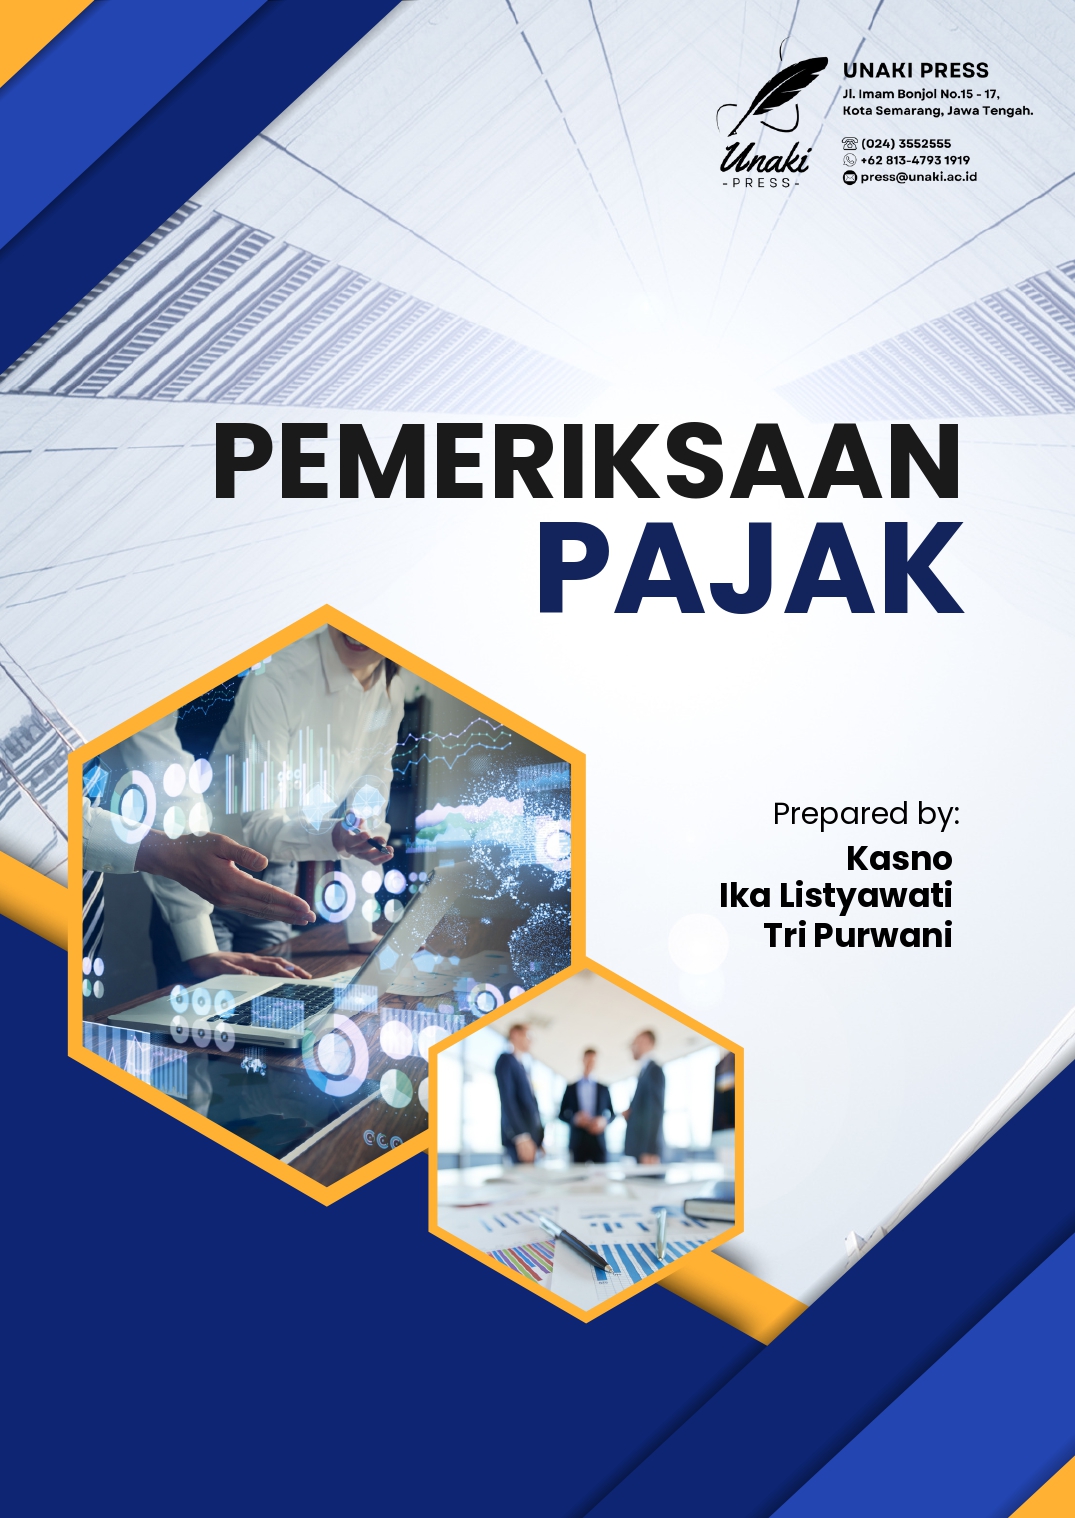 UNAKI PRESS
Jl. Imam Bonjol No.15 - 17,
Kota Semarang, Jawa Tengah.
(024) 3552555
+62 813-4793 1919
press@unaki.ac.id
Unaki
-PRESS-
PEMERIKSAAN
PAJAK
Prepared by:
Kasno
Ika Listyawati
Tri Purwani